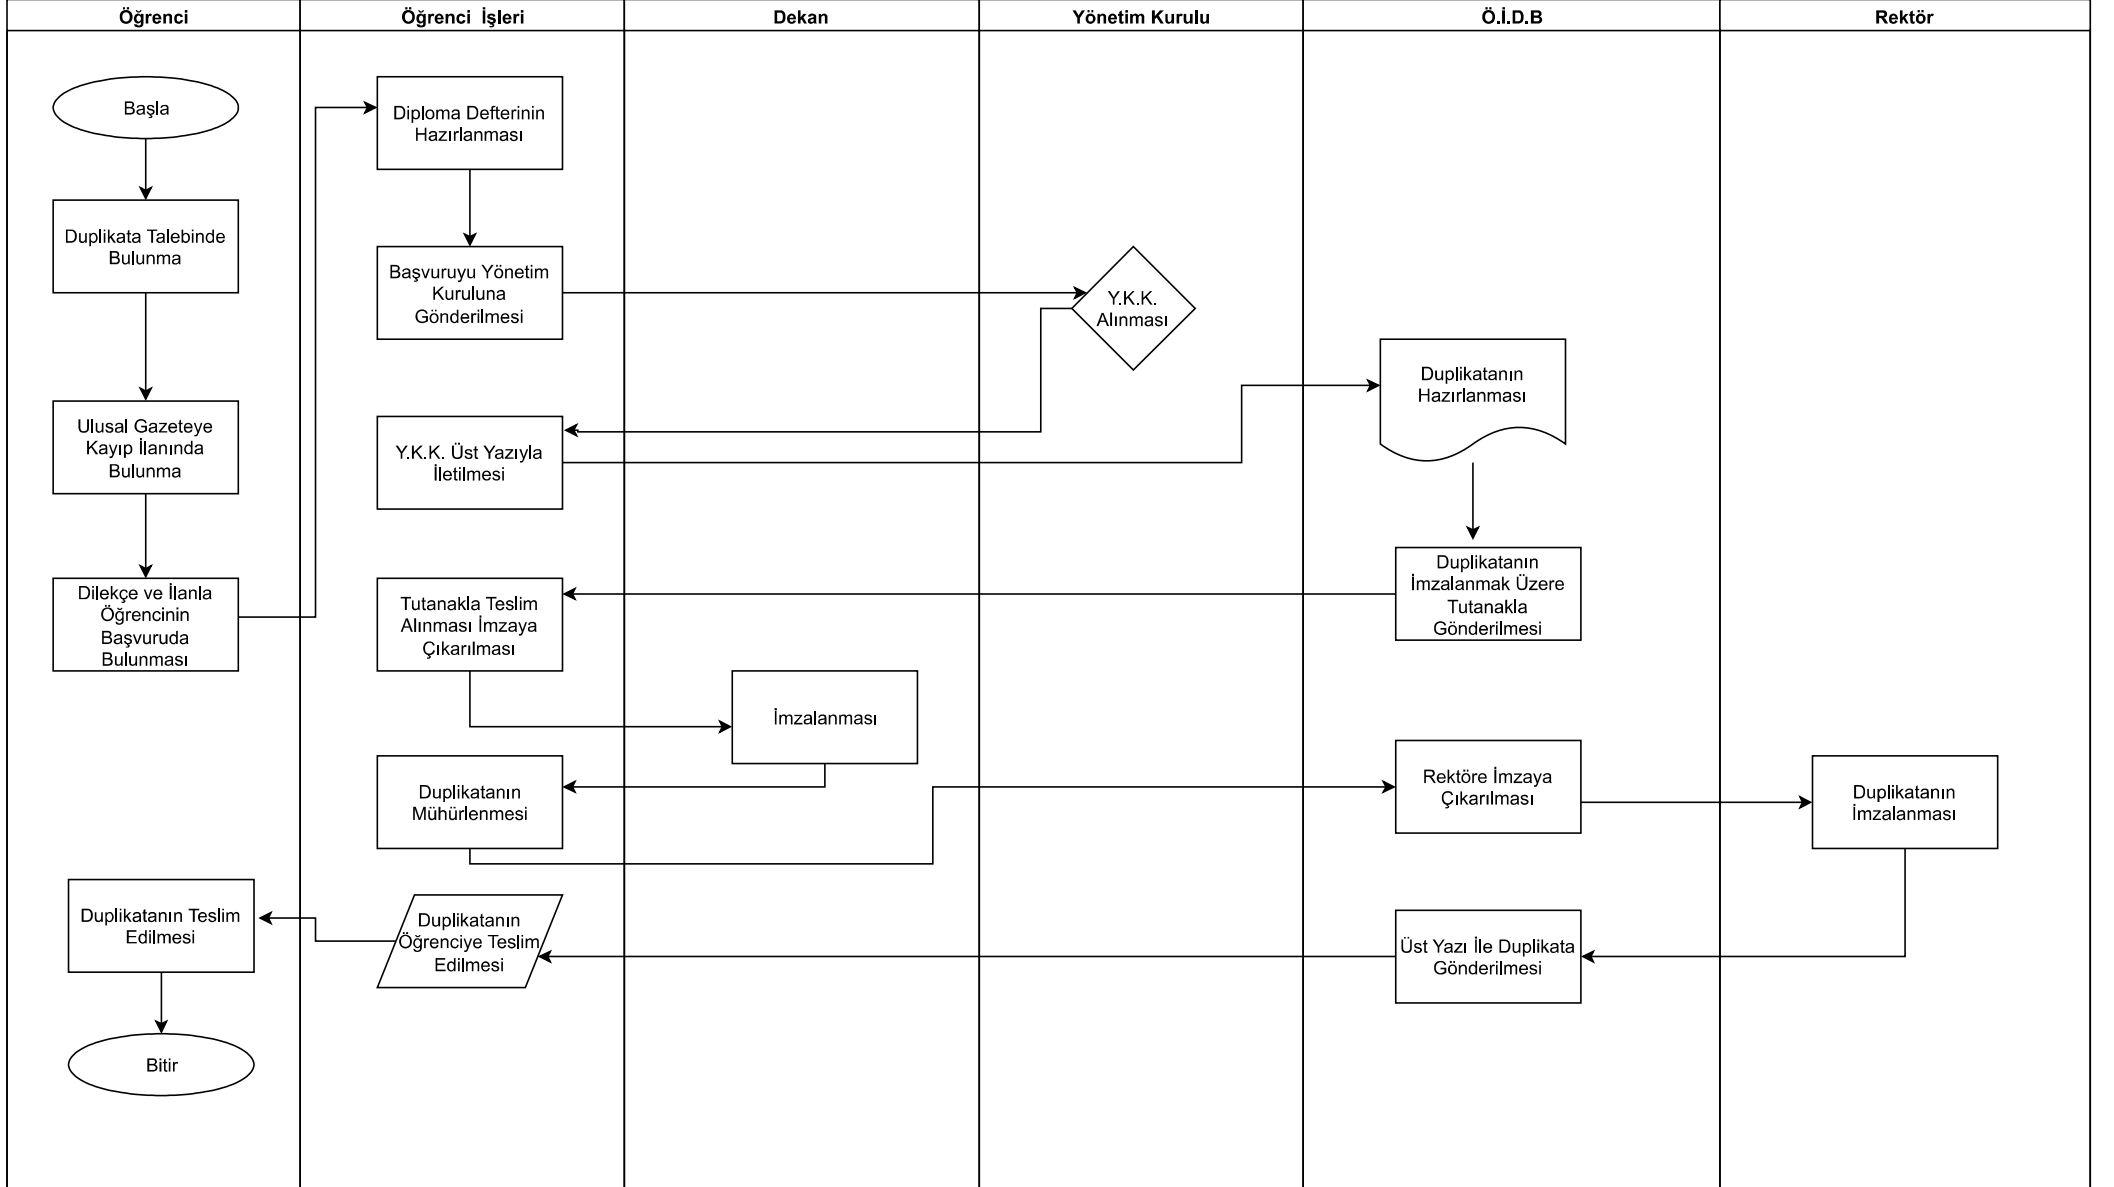 Öğrenci
Öğrenci İşleri
Dekan
Yönetim Kurulu
Ö.İ.D.B
Rektör
Başla
Duplikata Talebinde
Bulunma
Ulusal Gazeteye
Kayıp İlanında
Bulunma
Dilekçe ve İlanla
Öğrencinin
Başvuruda
Bulunması
Diploma Defterinin
Hazırlanması
Başvuruyu Yönetim
Kuruluna
Gönderilmesi
Y.K.K.
Alınması
Y.K.K. Üst Yazıyla
İletilmesi
Duplikatanın
Hazırlanması
Duplikatanın
İmzalanmak Üzere
Tutanakla
Gönderilmesi
Tutanakla Teslim
Alınması İmzaya
Çıkarılması
İmzalanması
Duplikatanın
Mühürlenmesi
Rektöre İmzaya
Çıkarılması
Duplikatanın
İmzalanması
Üst Yazı İle Duplikata
Gönderilmesi
Duplikatanın
Öğrenciye Teslim
Edilmesi
Duplikatanın Teslim
Edilmesi
Bitir